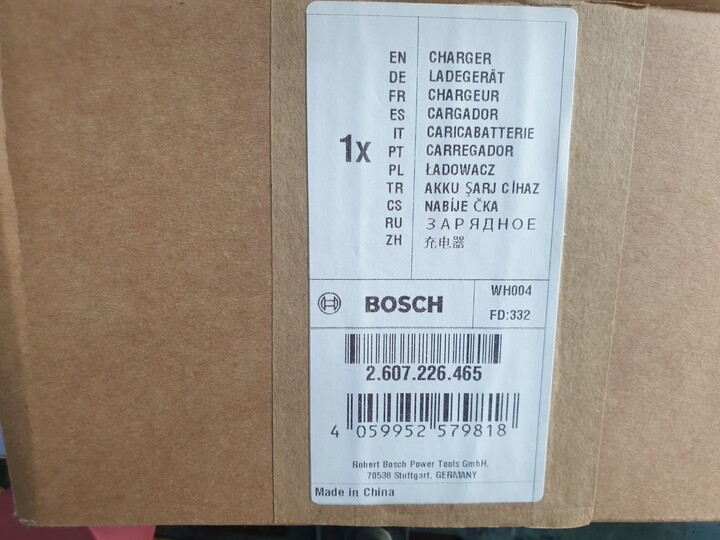 1x
EN CHARGER
DE LADEGERÄT
FR CHARGEUR
ES CARGADOR
IT CARICABATTERIE
PT CARREGADOR
PL ŁADOWACZ
TR AKKU ŞARJ CİHAZ
CS NABÍJE ČKA
RU ЗАРЯДНОЕ
ZH 充电器
BOSCH
WH004
FD:332
2.607.226.465
4 059952 579818
Robert Bosch Power Tools GmbH.
70538 Stuttgart, GERMANY
Made in China